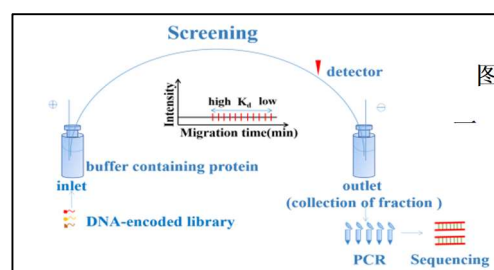 Screening
detector
图
一
Intensity
high K_d low
Migration time(min)
⊕
⊖
buffer containing protein
inlet
outlet
(collection of fraction )
DNA-encoded library
PCR
Sequencing